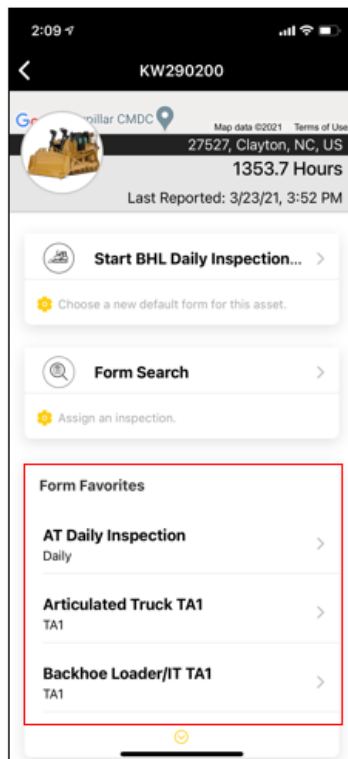 2:09
KW290200
pillar CMDC
Map data ©2021 Terms of Use
27527, Clayton, NC, US
1353.7 Hours
Last Reported: 3/23/21, 3:52 PM
Start BHL Daily Inspection...
Choose a new default form for this asset.
Form Search
Assign an inspection.
Form Favorites
AT Daily Inspection
Daily
Articulated Truck TA1
TA1
Backhoe Loader/IT TA1
TA1